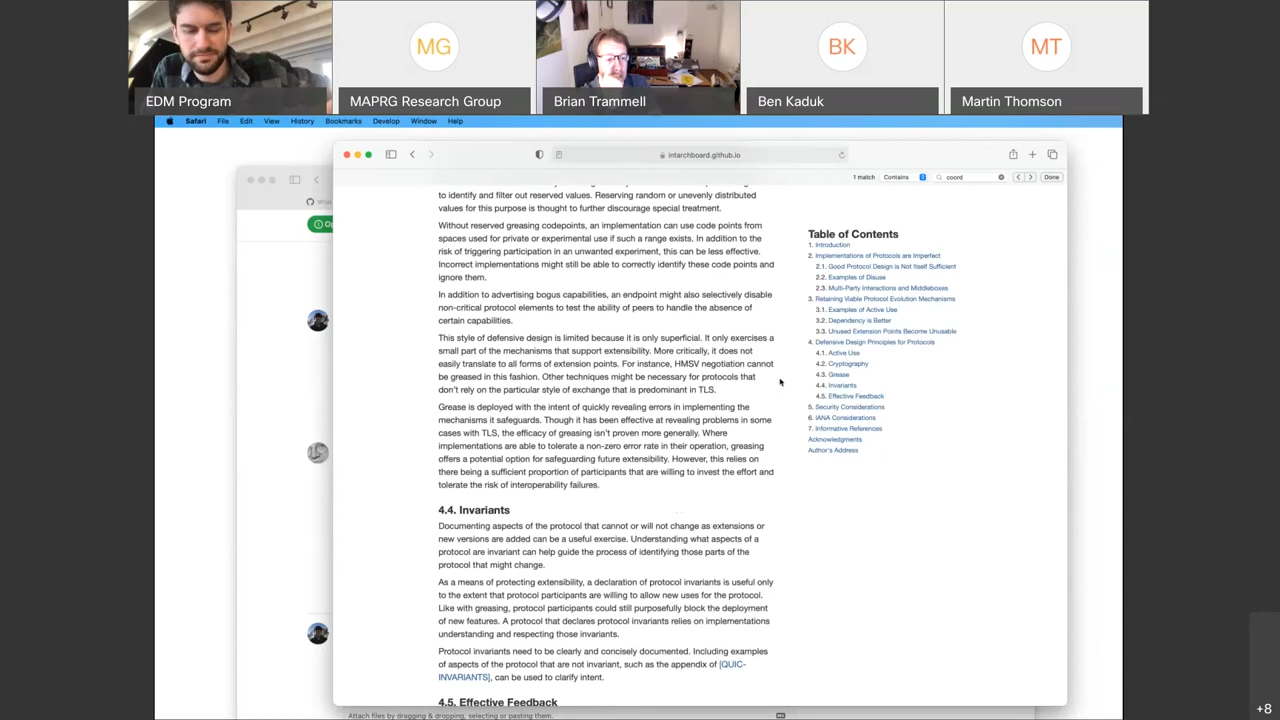 MG
BK
MT
EDM Program
MAPRG Research Group
Brian Trammell
Ben Kaduk
Martin Thomson
Safari File Edit View History Bookmarks Develop Window Help
intarchboard.github.io
1 match Contains coord Done
to identify and filter out reserved values. Reserving random or unevenly distributed
values for this purpose is thought to further discourage special treatment.
Without reserved greasing codepoints, an implementation can use code points from
spaces used for private or experimental use if such a range exists. In addition to the
risk of triggering participation in an unwanted experiment, this can be less effective.
Incorrect implementations might still be able to correctly identify these code points and
ignore them.
In addition to advertising bogus capabilities, an endpoint might also selectively disable
non-critical protocol elements to test the ability of peers to handle the absence of
certain capabilities.
This style of defensive design is limited because it is only superficial. It only exercises a
small part of the mechanisms that support extensibility. More critically, it does not
easily translate to all forms of extension points. For instance, HMSV negotiation cannot
be greased in this fashion. Other techniques might be necessary for protocols that
don't rely on the particular style of exchange that is predominant in TLS.
Grease is deployed with the intent of quickly revealing errors in implementing the
mechanisms it safeguards. Though it has been effective at revealing problems in some
cases with TLS, the efficacy of greasing isn't proven more generally. Where
implementations are able to tolerate a non-zero error rate in their operation, greasing
offers a potential option for safeguarding future extensibility. However, this relies on
there being a sufficient proportion of participants that are willing to invest the effort and
tolerate the risk of interoperability failures.
4.4. Invariants
Documenting aspects of the protocol that cannot or will not change as extensions or
new versions are added can be a useful exercise. Understanding what aspects of a
protocol are invariant can help guide the process of identifying those parts of the
protocol that might change.
As a means of protecting extensibility, a declaration of protocol invariants is useful only
to the extent that protocol participants are willing to allow new uses for the protocol.
Like with greasing, protocol participants could still purposefully block the deployment
of new features. A protocol that declares protocol invariants relies on implementations
understanding and respecting those invariants.
Protocol invariants need to be clearly and concisely documented. Including examples
of aspects of the protocol that are not invariant, such as the appendix of [QUIC-
INVARIANTS], can be used to clarify intent.
4.5. Effective Feedback
Table of Contents
1. Introduction
2. Implementations of Protocols are Imperfect
2.1. Good Protocol Design is Not Itself Sufficient
2.2. Examples of Disuse
2.3. Multi-Party Interactions and Middleboxes
3. Retaining Viable Protocol Evolution Mechanisms
3.1. Examples of Active Use
3.2. Dependency is Better
3.3. Unused Extension Points Become Unusable
4. Defensive Design Principles for Protocols
4.1. Active Use
4.2. Cryptography
4.3. Grease
4.4. Invariants
4.5. Effective Feedback
5. Security Considerations
6. IANA Considerations
7. Informative References
Acknowledgments
Author's Address
Attach files by dragging & dropping, selecting or pasting them.
+8